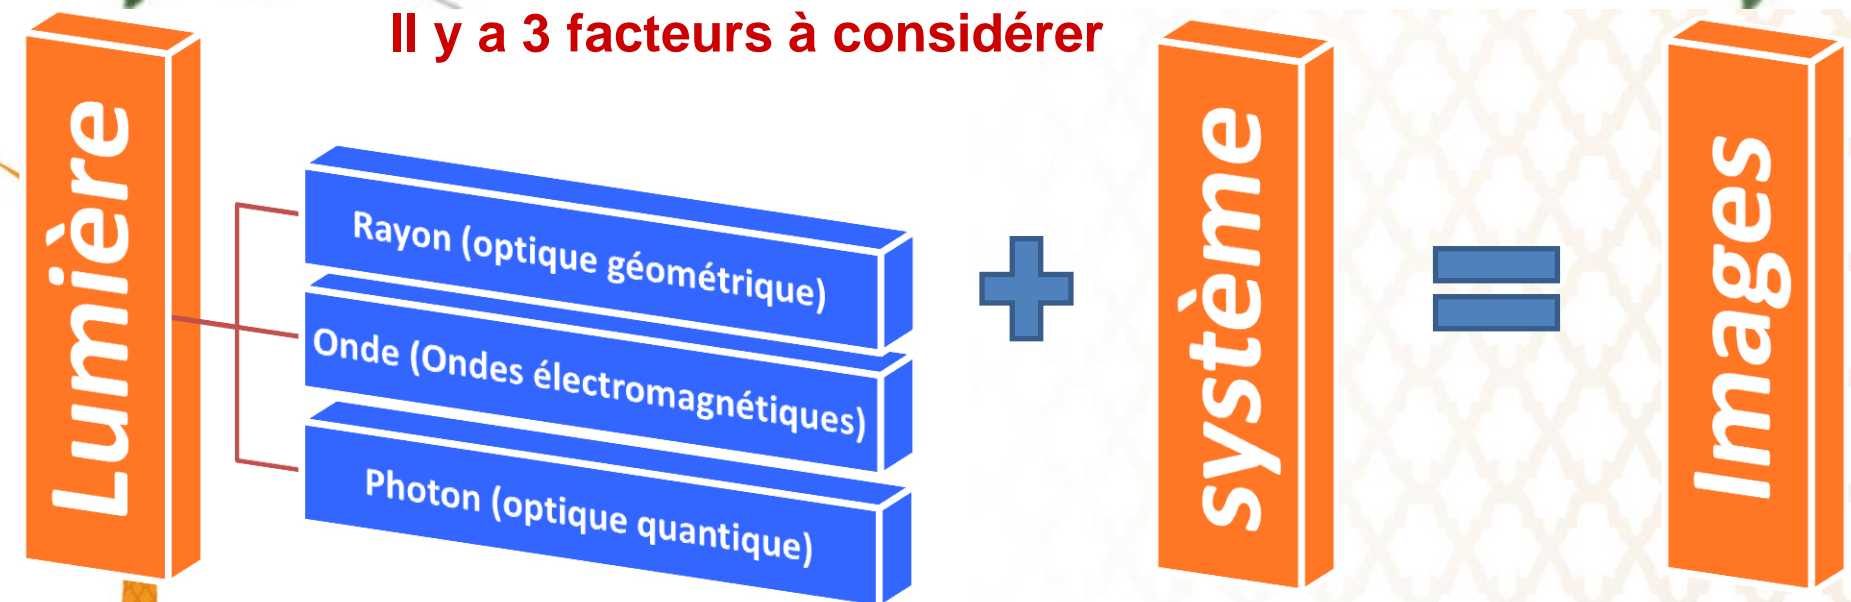 Il y a 3 facteurs à considérer
Lumière
Rayon (optique géométrique)
Onde (Ondes électromagnétiques)
Photon (optique quantique)
système
Images